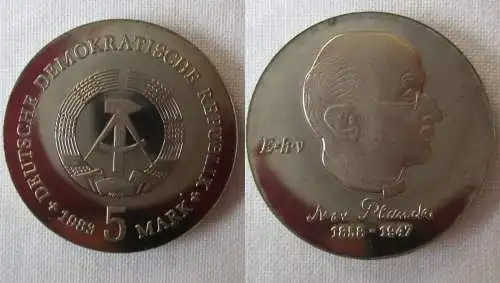 DEUTSCHE DEMOKRATISCHE REPUBLIK
1983 5 MARK
E=hν
Max Planck
1858-1947